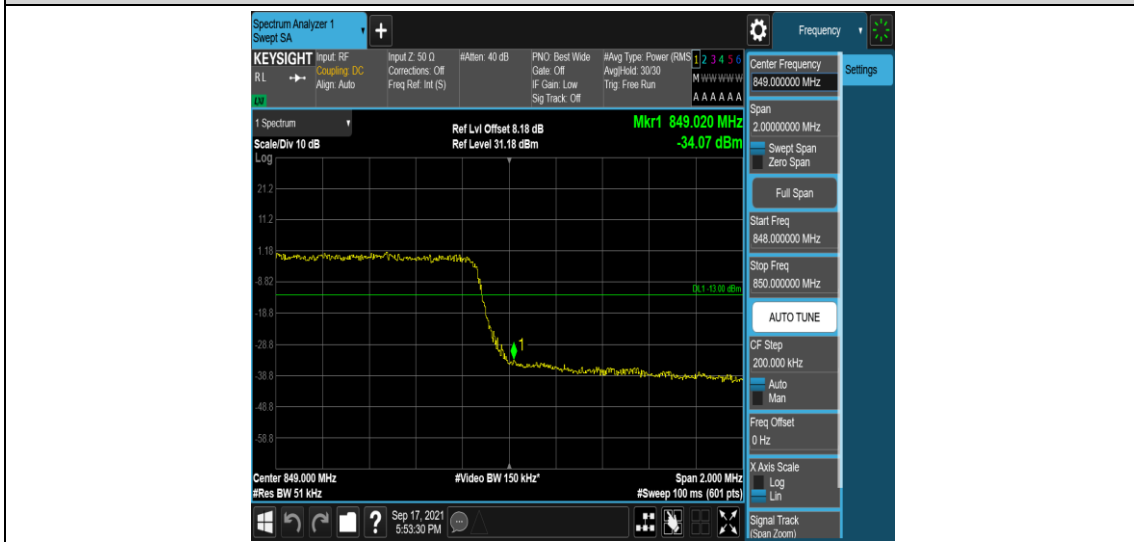 Spectrum Analyzer 1
Swept SA
+
Frequency
KEYSIGHT
RL
LXI
Input: RF
Coupling: DC
Align: Auto
Input Z: 50 Ω
Corrections: Off
Freq Ref: Int (S)
#Atten: 40 dB
PNO: Best Wide
Gate: Off
IF Gain: Low
Sig Track: Off
#Avg Type: Power (RMS
Avg|Hold: 30/30
Trig: Free Run
1 2 3 4 5 6
M W W W W W
A A A A A A
Center Frequency
849.000000 MHz
Settings
1 Spectrum
Scale/Div 10 dB
Ref Lvl Offset 8.18 dB
Ref Level 31.18 dBm
Mkr1 849.020 MHz
-34.07 dBm
Log
21.2
11.2
1.18
-8.82
-18.8
-28.8
-38.8
-48.8
-58.8
DL1 -13.00 dBm
1
Center 849.000 MHz
#Res BW 51 kHz
#Video BW 150 kHz*
Span 2.000 MHz
#Sweep 100 ms (601 pts)
Span
2.00000000 MHz
Swept Span
Zero Span
Full Span
Start Freq
848.000000 MHz
Stop Freq
850.000000 MHz
AUTO TUNE
CF Step
200.000 kHz
Auto
Man
Freq Offset
0 Hz
X Axis Scale
Log
Lin
Signal Track
(Span Zoom)
?
Sep 17, 2021
5:53:30 PM